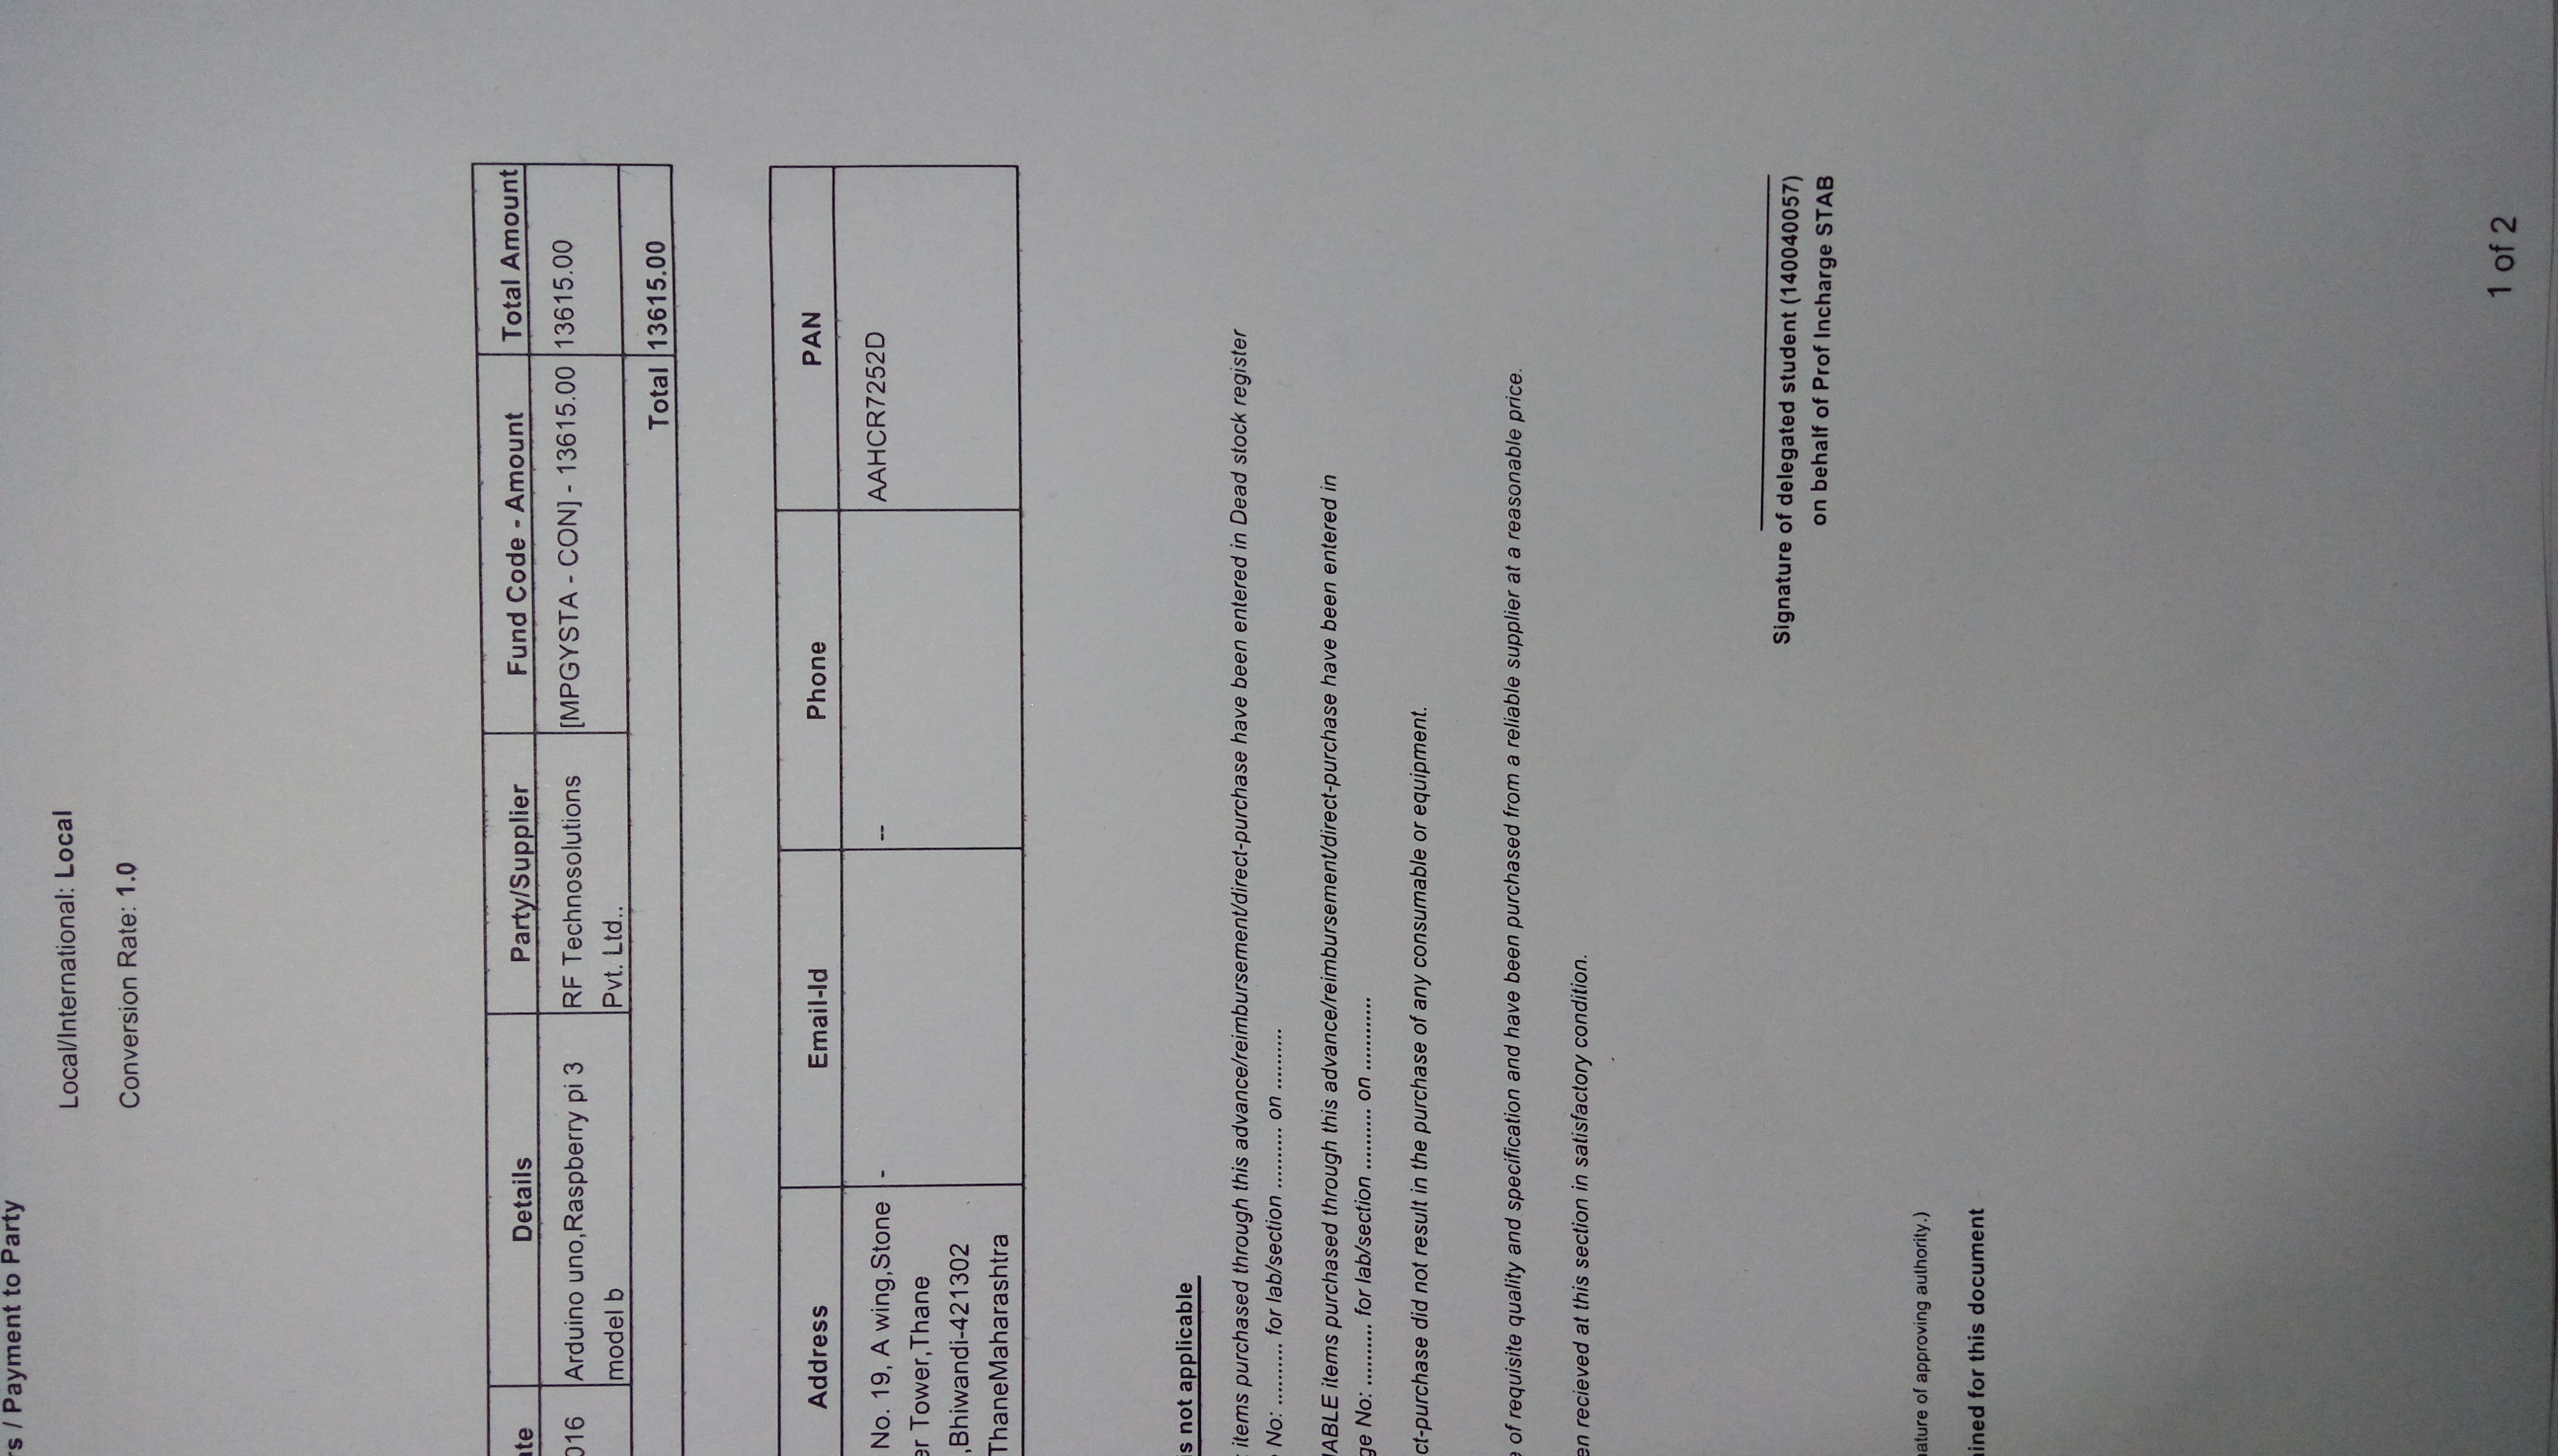 s / Payment to Party
Local/International: Local
Conversion Rate: 1.0
te Details Party/Supplier Fund Code - Amount Total Amount
016 Arduino uno,Raspberry pi 3 RF Technosolutions [MPGYSTA - CON] - 13615.00 13615.00
model b Pvt. Ltd..
Total 13615.00
Address Email-Id Phone PAN
No. 19, A wing,Stone - -- AAHCR7252D
er Tower,Thane
,Bhiwandi-421302
ThaneMaharashtra
s not applicable
items purchased through this advance/reimbursement/direct-purchase have been entered in Dead stock register
No: .......... for lab/section .......... on ..........
ABLE items purchased through this advance/reimbursement/direct-purchase have been entered in
ge No: ........... for lab/section .......... on ...........
ct-purchase did not result in the purchase of any consumable or equipment.
of requisite quality and specification and have been purchased from a reliable supplier at a reasonable price.
en recieved at this section in satisfactory condition.
Signature of delegated student (140040057)
on behalf of Prof Incharge STAB
nature of approving authority.)
ined for this document
1 of 2